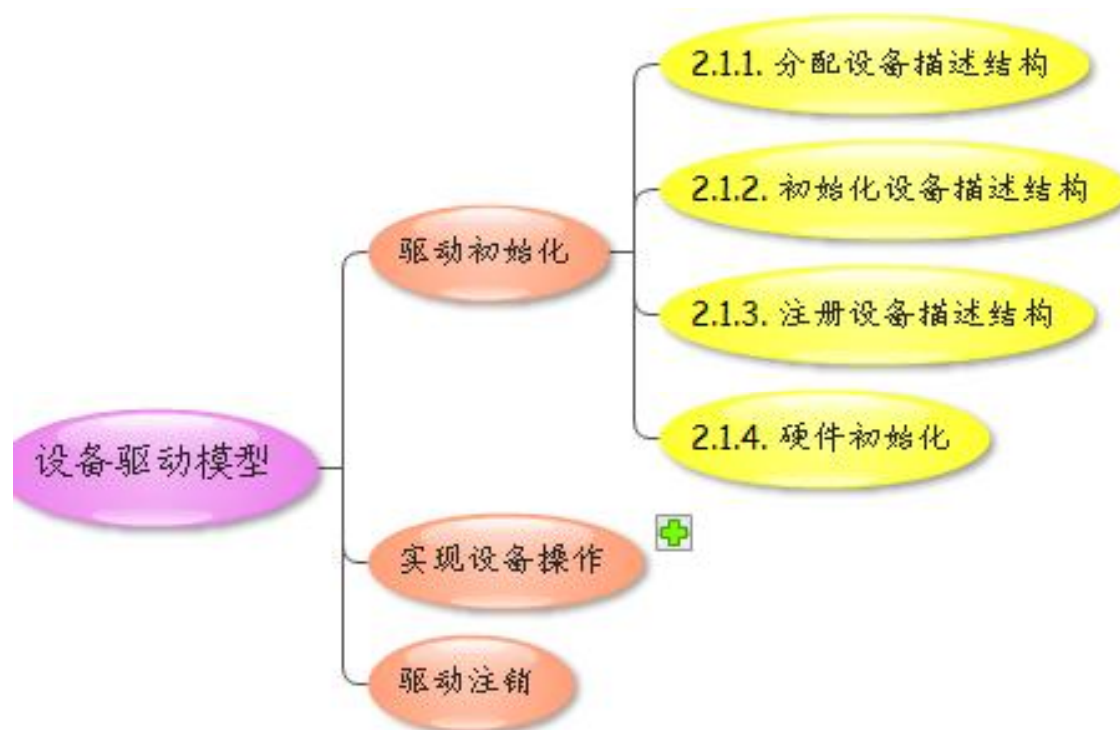 2.1.1. 分配设备描述结构
2.1.2. 初始化设备描述结构
驱动初始化
2.1.3. 注册设备描述结构
2.1.4. 硬件初始化
设备驱动模型
实现设备操作
驱动注销